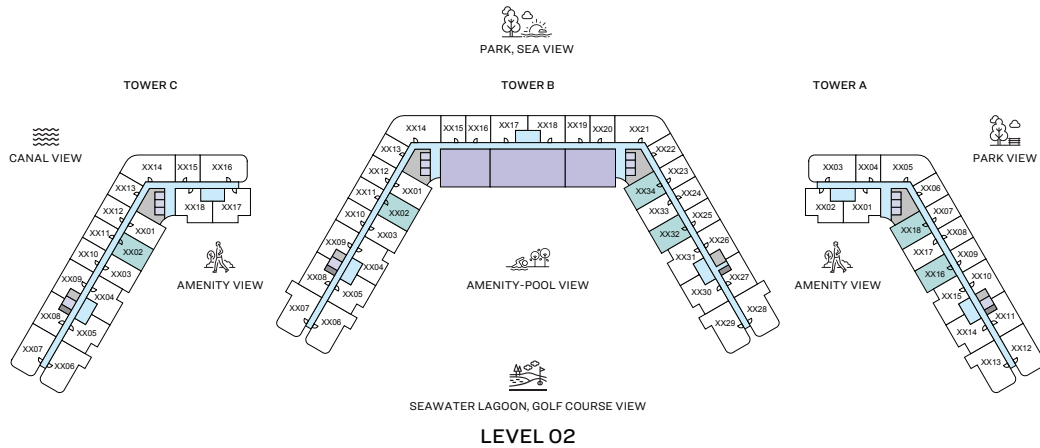 PARK, SEA VIEW
TOWER C
TOWER B
TOWER A
CANAL VIEW
PARK VIEW
XX14
XX15
XX16
XX13
XX12
XX11
XX10
XX09
XX08
XX07
XX06
XX05
XX04
XX03
XX02
XX01
XX18
XX17
XX14
XX15
XX16
XX17
XX18
XX19
XX20
XX21
XX13
XX12
XX11
XX10
XX09
XX08
XX07
XX06
XX05
XX04
XX03
XX02
XX01
XX22
XX23
XX24
XX25
XX26
XX27
XX28
XX29
XX30
XX31
XX32
XX33
XX34
XX03
XX04
XX05
XX02
XX01
XX06
XX07
XX08
XX09
XX10
XX11
XX12
XX13
XX14
XX15
XX16
XX17
XX18
AMENITY VIEW
AMENITY-POOL VIEW
AMENITY VIEW
SEAWATER LAGOON, GOLF COURSE VIEW
LEVEL 02